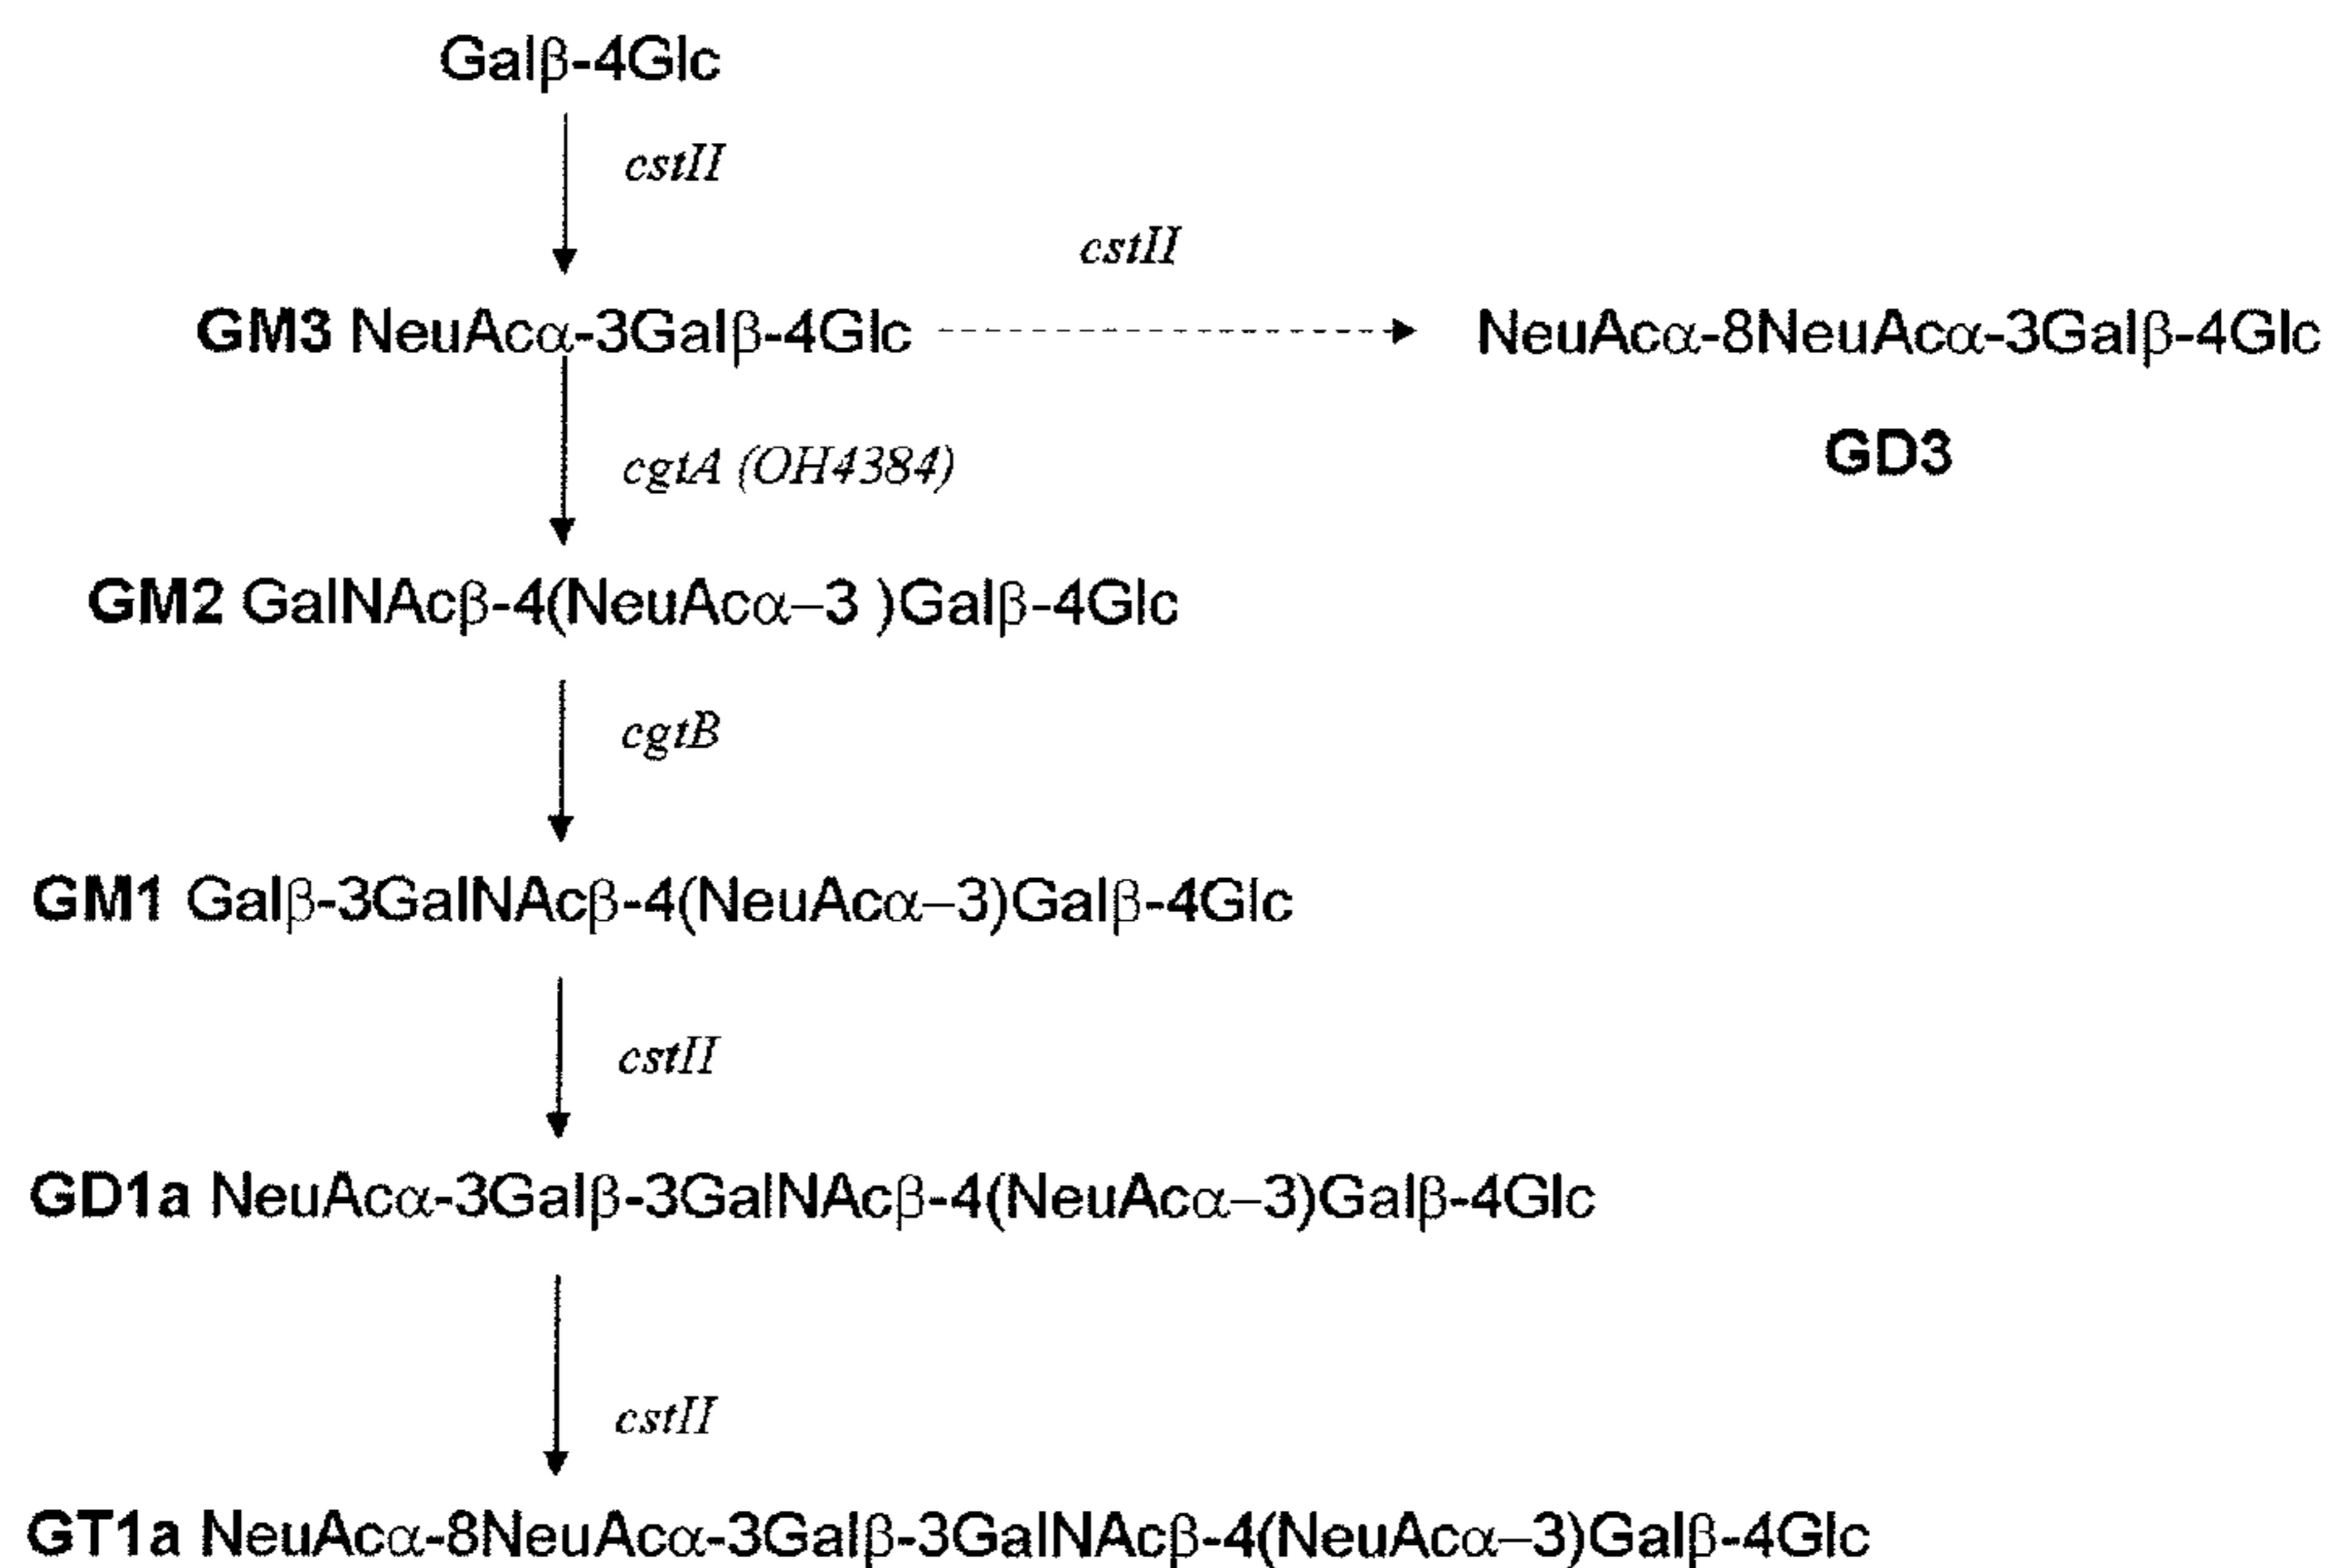 Galβ-4Glc
cstII
cstII
GM3 NeuAcα-3Galβ-4Glc
NeuAcα-8NeuAcα-3Galβ-4Glc
GD3
cgtA (OH4384)
GM2 GalNAcβ-4(NeuAcα–3 )Galβ-4Glc
cgtB
GM1 Galβ-3GalNAcβ-4(NeuAcα–3)Galβ-4Glc
cstII
GD1a NeuAcα-3Galβ-3GalNAcβ-4(NeuAcα–3)Galβ-4Glc
cstII
GT1a NeuAcα-8NeuAcα-3Galβ-3GalNAcβ-4(NeuAcα–3)Galβ-4Glc